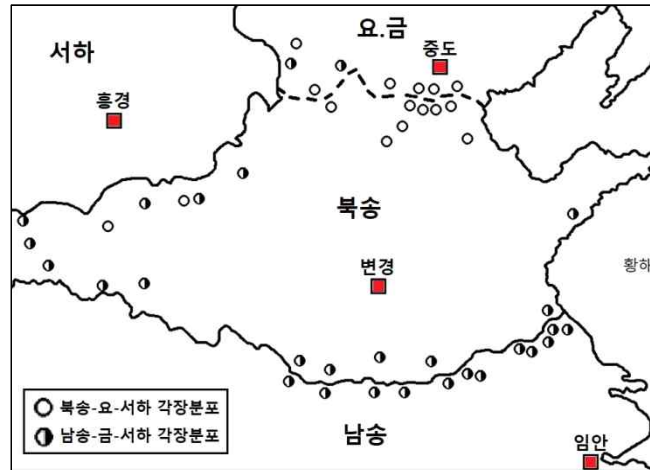 요.금
서하
중도
흥경
북송
변경
황해
북송-요-서하 각장분포
남송-금-서하 각장분포
남송
임안